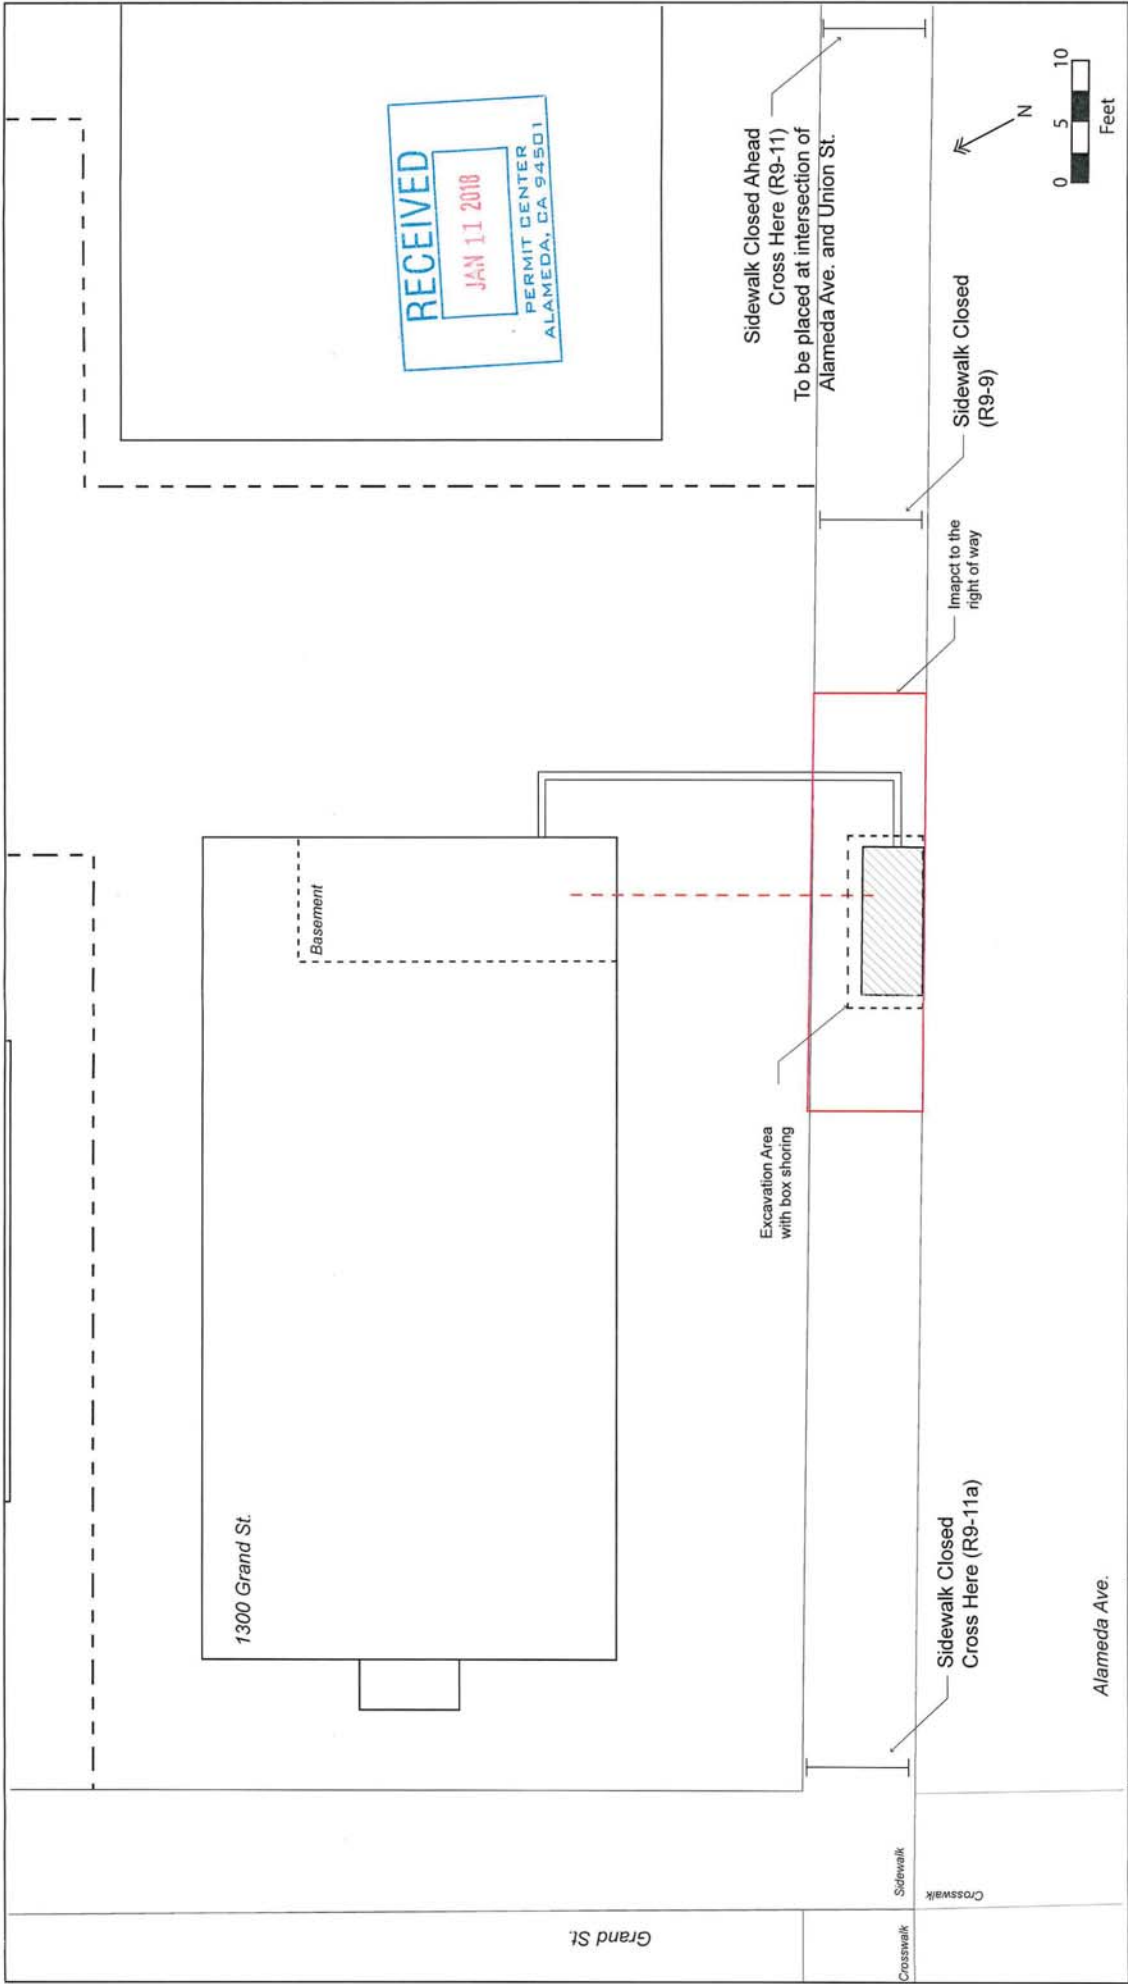 RECEIVED
JAN 11 2018
PERMIT CENTER
ALAMEDA, CA 94501
Sidewalk Closed Ahead
Cross Here (R9-11)
To be placed at intersection of
Alameda Ave. and Union St.
N
0 5 10
Feet
Sidewalk Closed
(R9-9)
Imapct to the
right of way
Basement
Excavation Area
with box shoring
1300 Grand St.
Sidewalk Closed
Cross Here (R9-11a)
Alameda Ave.
Sidewalk
Crosswalk
Crosswalk
Grand St.